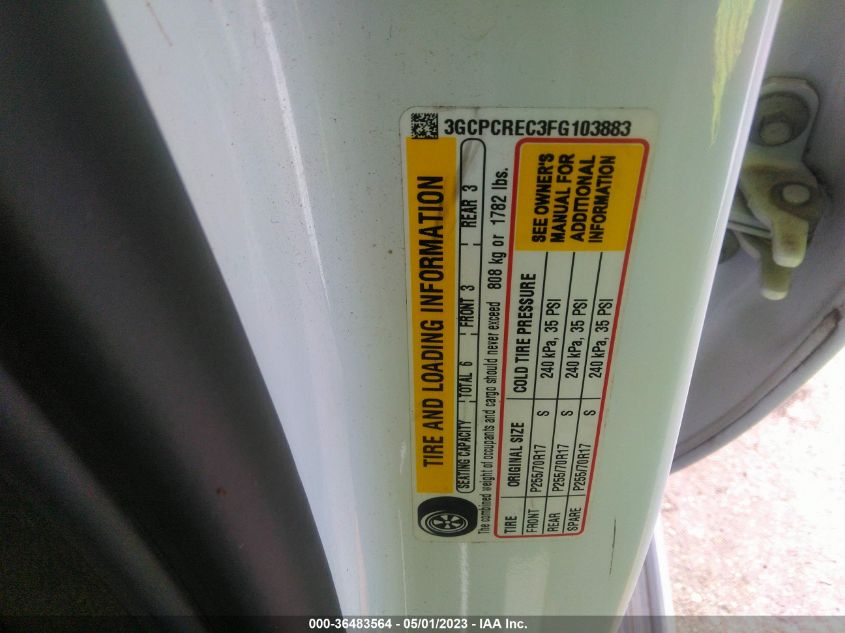 3GCPCREC3FG103883
TIRE AND LOADING INFORMATION
SEATING CAPACITY TOTAL 6 FRONT 3 REAR 3
The combined weight of occupants and cargo should never exceed 808 kg or 1782 lbs.
TIRE ORIGINAL SIZE COLD TIRE PRESSURE
FRONT P255/70R17 S 240 kPa, 35 PSI
REAR P255/70R17 S 240 kPa, 35 PSI
SPARE P255/70R17 S 240 kPa, 35 PSI
SEE OWNER'S
MANUAL FOR
ADDITIONAL
INFORMATION
000-36483564 - 05/01/2023 - IAA Inc.